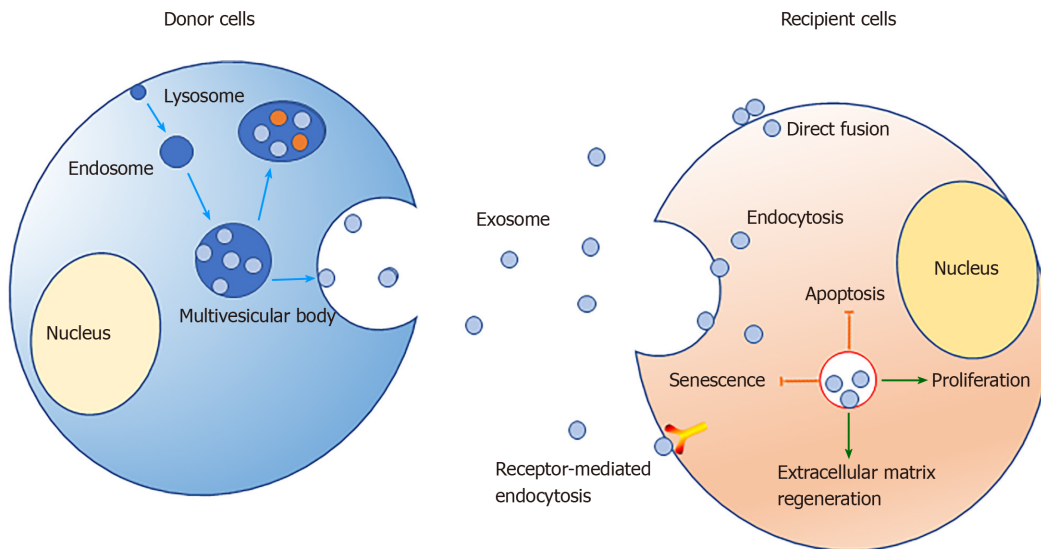 Donor cells
Recipient cells
Lysosome
Direct fusion
Endosome
Exosome
Endocytosis
Nucleus
Apoptosis
Multivesicular body
Nucleus
Senescence
Proliferation
Receptor-mediated
endocytosis
Extracellular matrix
regeneration